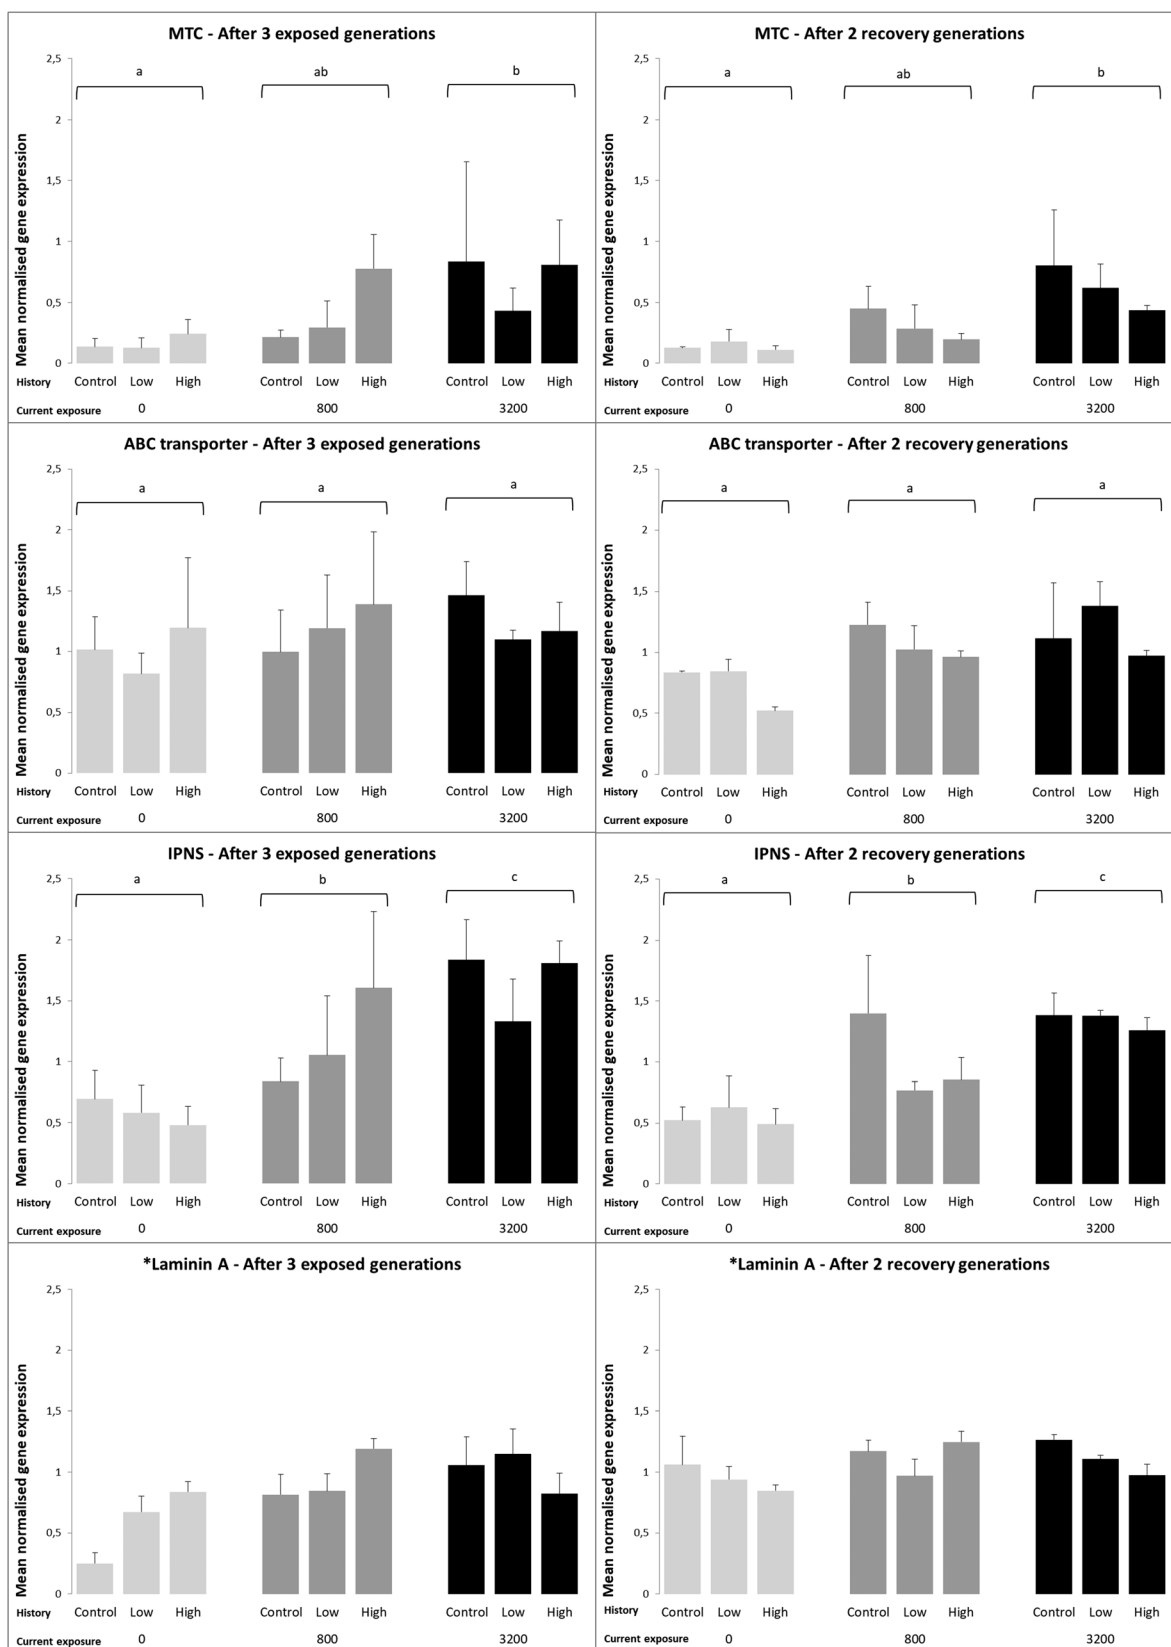 MTC - After 3 exposed generations
Mean normalised gene expression
2,5
2
1,5
1
0,5
0
a ab b
History Control Low High Control Low High Control Low High
Current exposure 0 800 3200
MTC - After 2 recovery generations
Mean normalised gene expression
2,5
2
1,5
1
0,5
0
a ab b
History Control Low High Control Low High Control Low High
Current exposure 0 800 3200
ABC transporter - After 3 exposed generations
Mean normalised gene expression
2,5
2
1,5
1
0,5
0
a a a
History Control Low High Control Low High Control Low High
Current exposure 0 800 3200
ABC transporter - After 2 recovery generations
Mean normalised gene expression
2,5
2
1,5
1
0,5
0
a a a
History Control Low High Control Low High Control Low High
Current exposure 0 800 3200
IPNS - After 3 exposed generations
Mean normalised gene expression
2,5
2
1,5
1
0,5
0
a b c
History Control Low High Control Low High Control Low High
Current exposure 0 800 3200
IPNS - After 2 recovery generations
Mean normalised gene expression
2,5
2
1,5
1
0,5
0
a b c
History Control Low High Control Low High Control Low High
Current exposure 0 800 3200
*Laminin A - After 3 exposed generations
Mean normalised gene expression
2,5
2
1,5
1
0,5
0
History Control Low High Control Low High Control Low High
Current exposure 0 800 3200
*Laminin A - After 2 recovery generations
Mean normalised gene expression
2,5
2
1,5
1
0,5
0
History Control Low High Control Low High Control Low High
Current exposure 0 800 3200